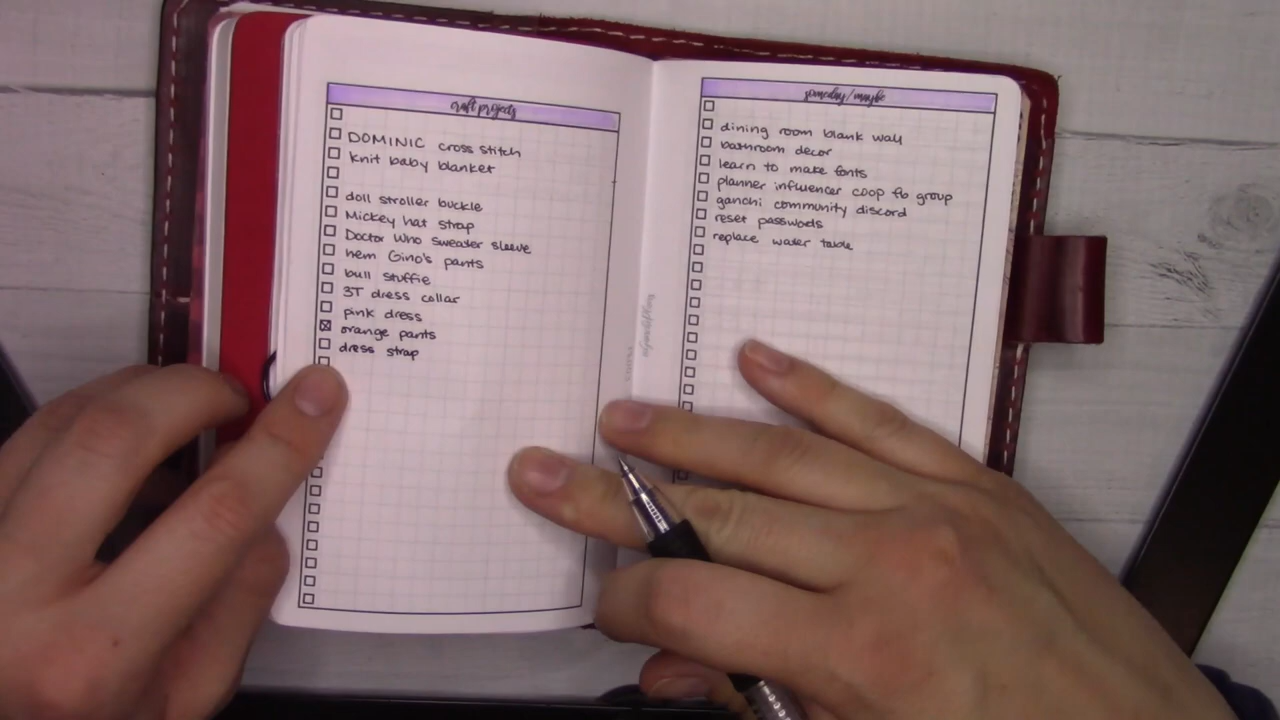 craft projects
DOMINIC cross stitch
knit baby blanket
doll stroller buckle
Mickey hat strap
Doctor Who sweater sleeve
hem Gino's pants
bull stuffie
3T dress collar
pink dress
orange pants
dress strap
someday/maybe
dining room blank wall
bathroom decor
learn to make fonts
planner influencer coop fb group
ganchi community discord
reset passwods
replace water table